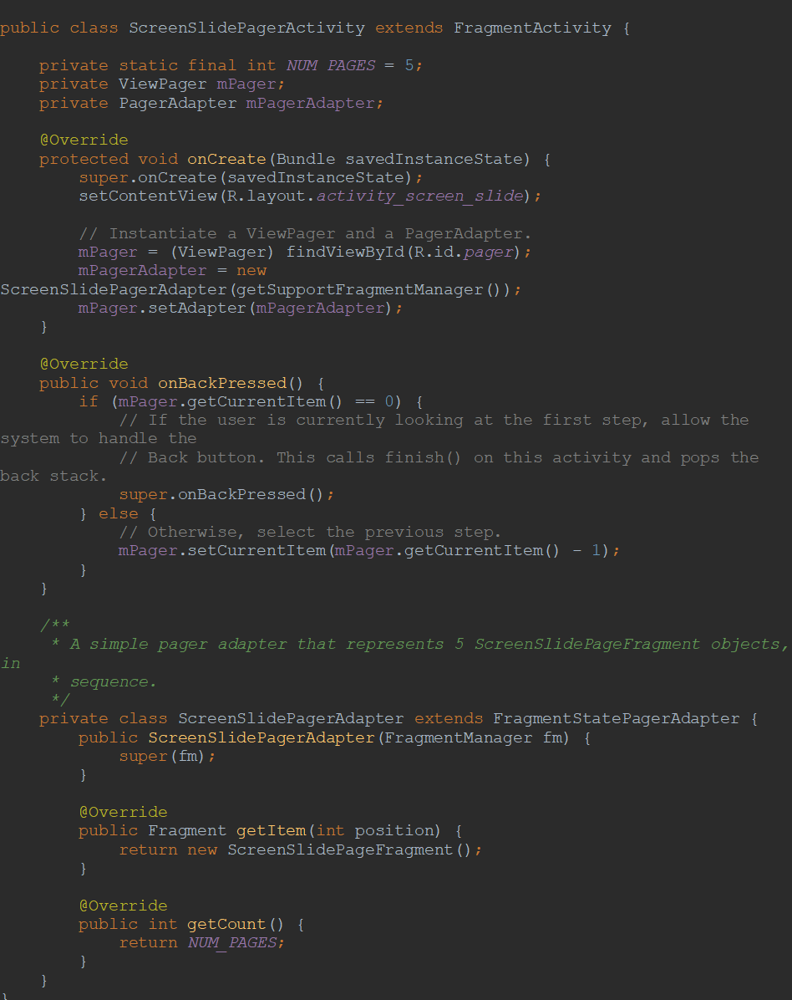 public class ScreenSlidePagerActivity extends FragmentActivity {
    private static final int NUM_PAGES = 5;
    private ViewPager mPager;
    private PagerAdapter mPagerAdapter;
    @Override
    protected void onCreate(Bundle savedInstanceState) {
        super.onCreate(savedInstanceState);
        setContentView(R.layout.activity_screen_slide);
        // Instantiate a ViewPager and a PagerAdapter.
        mPager = (ViewPager) findViewById(R.id.pager);
        mPagerAdapter = new
ScreenSlidePagerAdapter(getSupportFragmentManager());
        mPager.setAdapter(mPagerAdapter);
    }
    @Override
    public void onBackPressed() {
        if (mPager.getCurrentItem() == 0) {
            // If the user is currently looking at the first step, allow the
system to handle the
            // Back button. This calls finish() on this activity and pops the
back stack.
            super.onBackPressed();
        } else {
            // Otherwise, select the previous step.
            mPager.setCurrentItem(mPager.getCurrentItem() - 1);
        }
    }
    /**
     * A simple pager adapter that represents 5 ScreenSlidePageFragment objects,
in
     * sequence.
     */
    private class ScreenSlidePagerAdapter extends FragmentStatePagerAdapter {
        public ScreenSlidePagerAdapter(FragmentManager fm) {
            super(fm);
        }
        @Override
        public Fragment getItem(int position) {
            return new ScreenSlidePageFragment();
        }
        @Override
        public int getCount() {
            return NUM_PAGES;
        }
    }
}